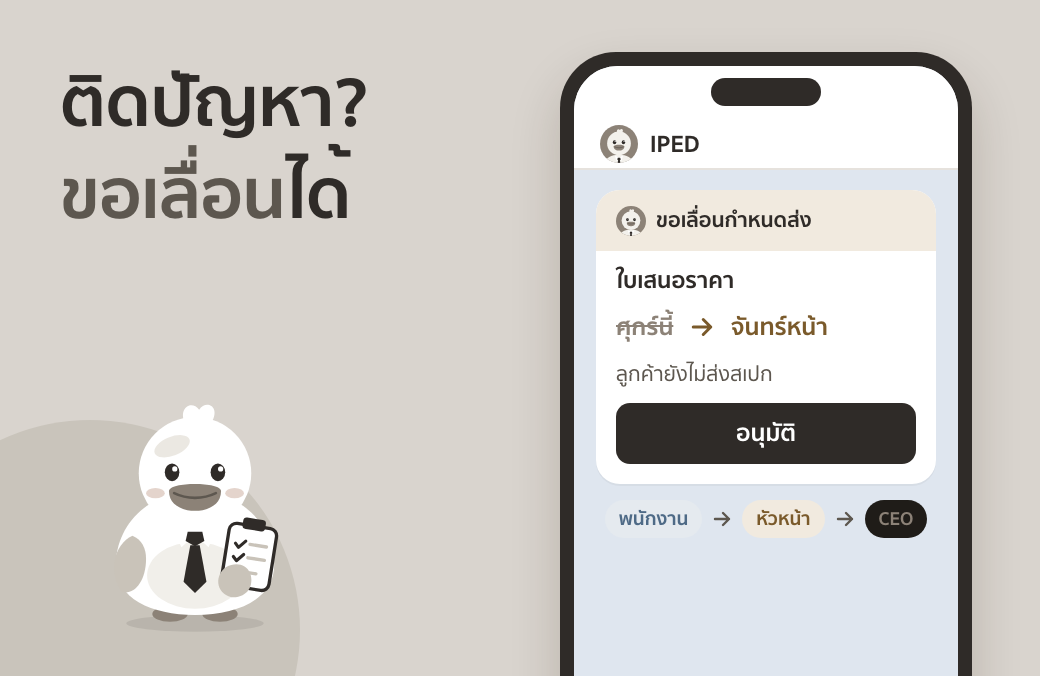 ติดปัญหา?
ขอเลื่อนได้
IPED
ขอเลื่อนกำหนดส่ง
ใบเสนอราคา
ศุกร์นี้ → จันทร์หน้า
ลูกค้ายังไม่ส่งสเปก
อนุมัติ
พนักงาน → หัวหน้า → CEO